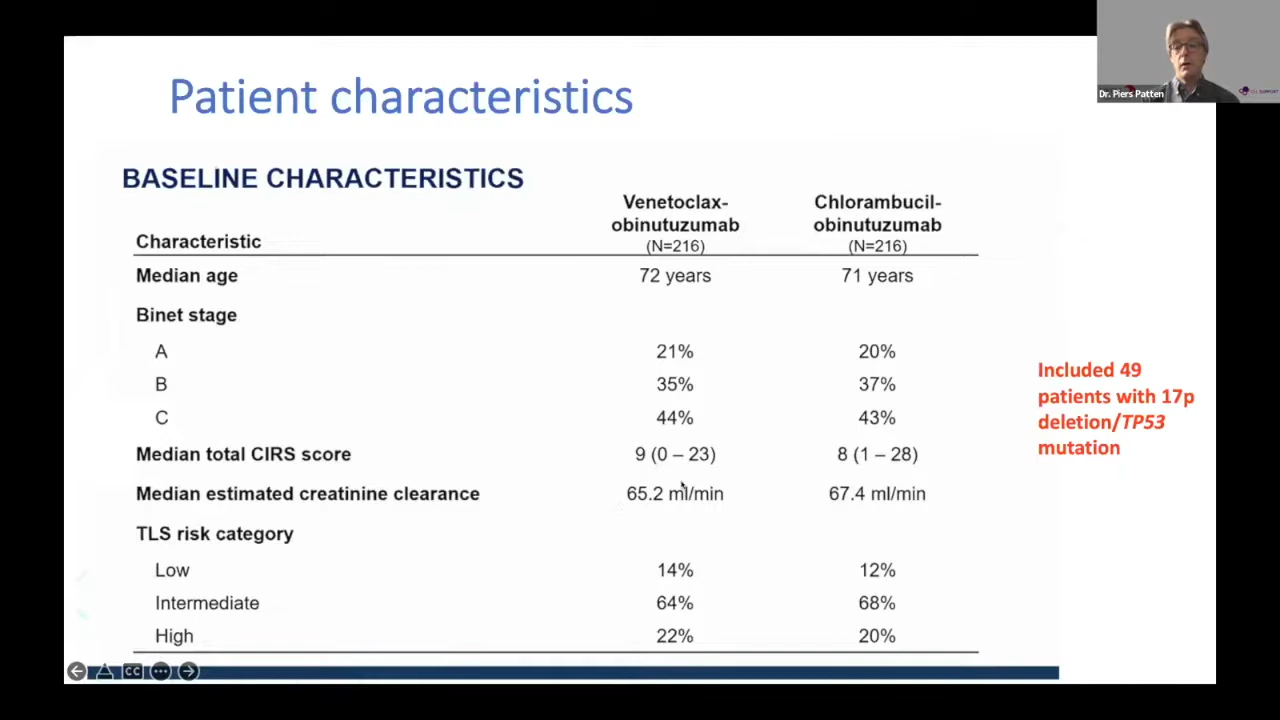 Patient characteristics
Dr. Piers Patten
CLL SUPPORT
BASELINE CHARACTERISTICS
Characteristic
Venetoclax-
obinutuzumab
(N=216)
Chlorambucil-
obinutuzumab
(N=216)
Median age 72 years 71 years
Binet stage
A 21% 20%
B 35% 37%
C 44% 43%
Median total CIRS score 9 (0 – 23) 8 (1 – 28)
Median estimated creatinine clearance 65.2 ml/min 67.4 ml/min
TLS risk category
Low 14% 12%
Intermediate 64% 68%
High 22% 20%
Included 49
patients with 17p
deletion/TP53
mutation
CC